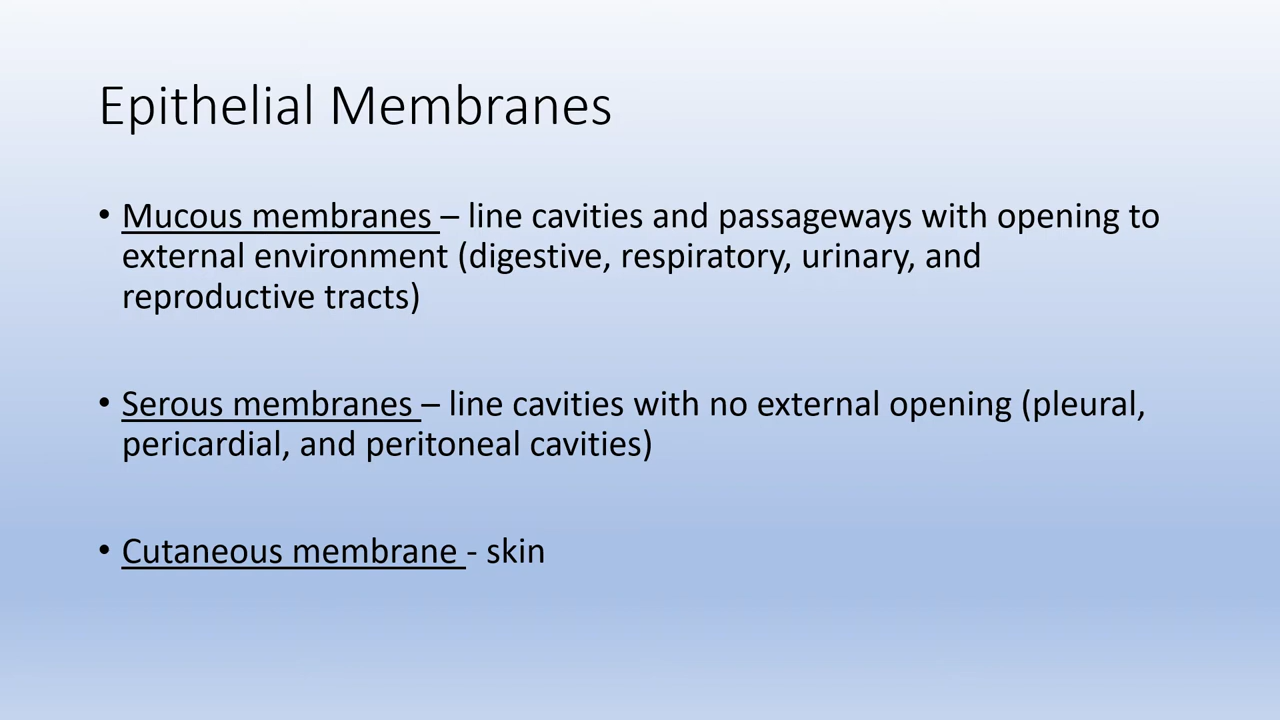 Epithelial Membranes
• Mucous membranes – line cavities and passageways with opening to
external environment (digestive, respiratory, urinary, and
reproductive tracts)
• Serous membranes – line cavities with no external opening (pleural,
pericardial, and peritoneal cavities)
• Cutaneous membrane - skin